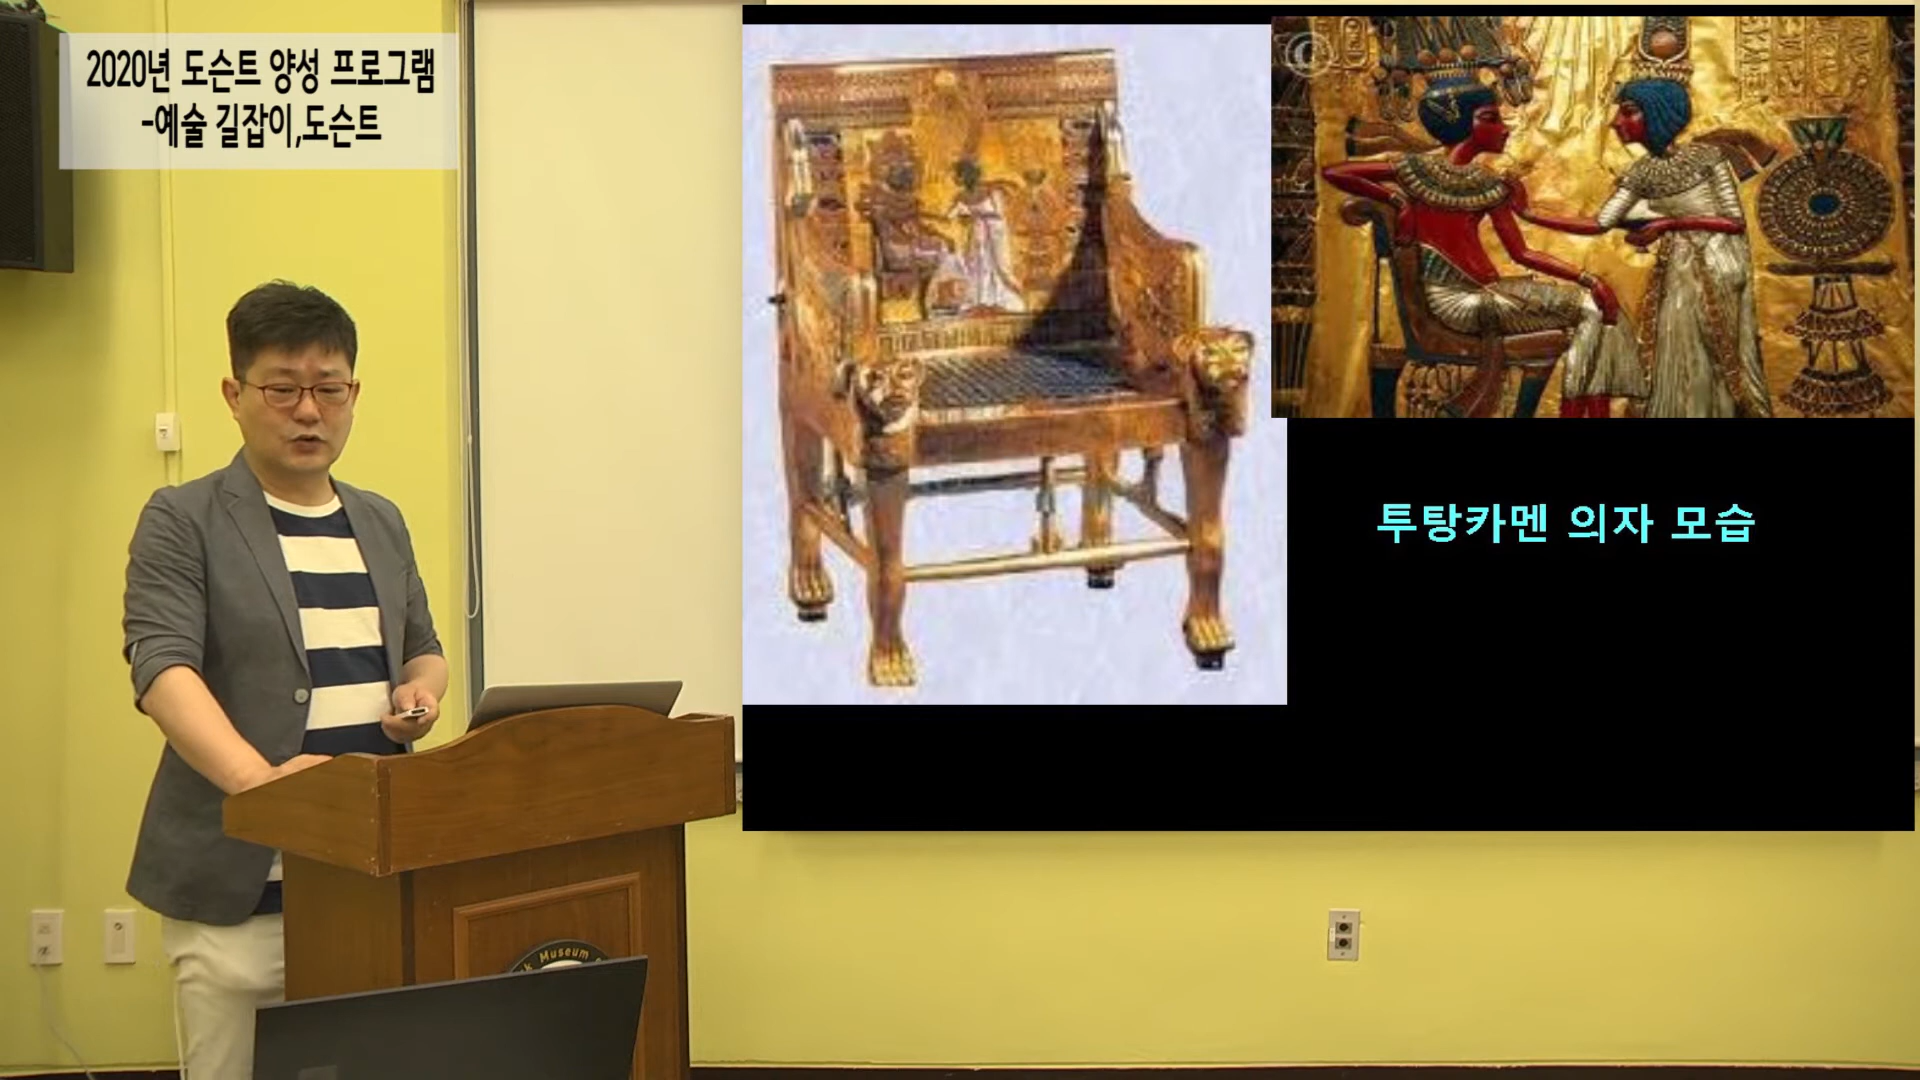 2020년 도슨트 양성 프로그램
-예술 길잡이,도슨트
투탕카멘 의자 모습
Museum